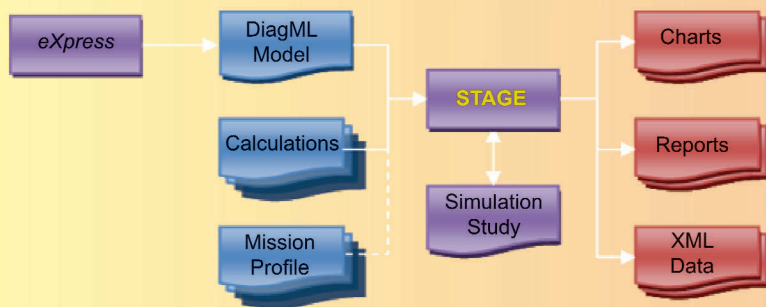 eXpress
DiagML
Model
Charts
STAGE
Calculations
Reports
Simulation
Study
Mission
Profile
XML
Data